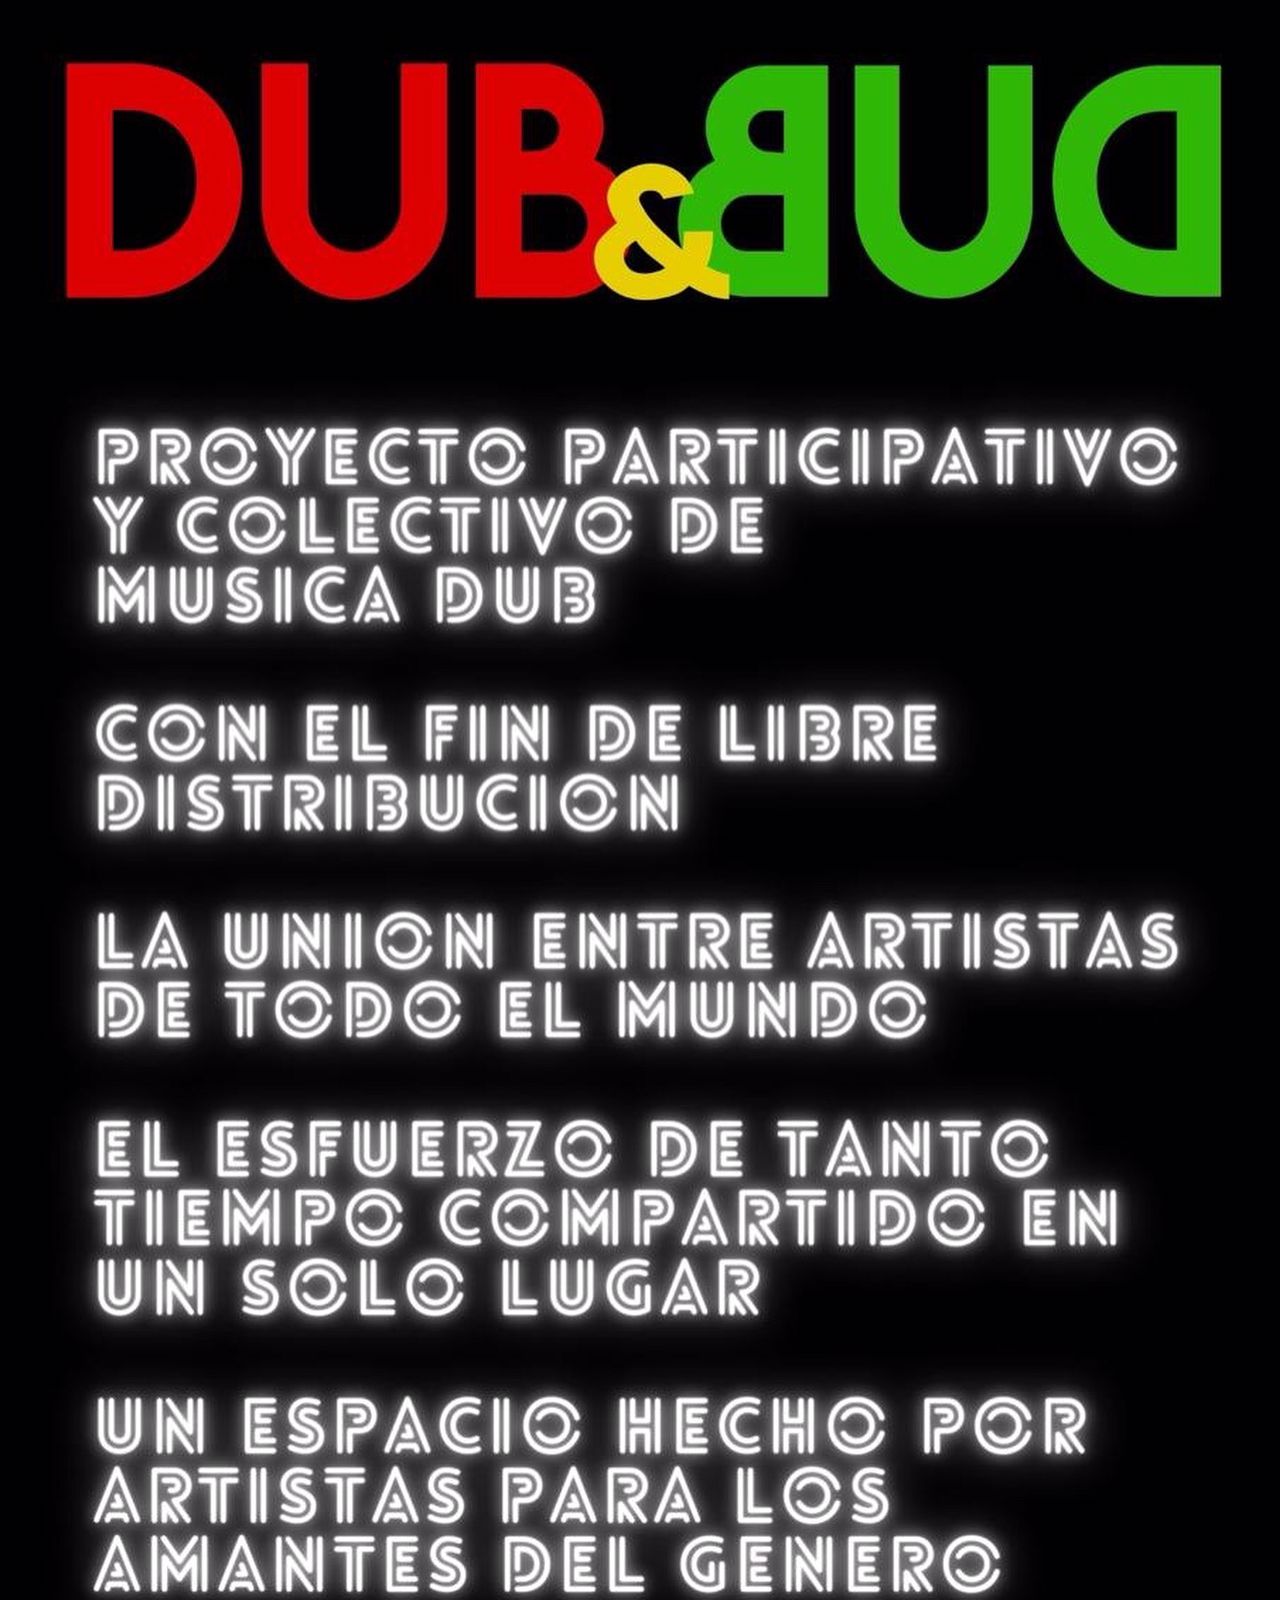 DUB&BUD
PROYECTO PARTICIPATIVO
Y COLECTIVO DE
MUSICA DUB
CON EL FIN DE LIBRE
DISTRIBUCION
LA UNION ENTRE ARTISTAS
DE TODO EL MUNDO
EL ESFUERZO DE TANTO
TIEMPO COMPARTIDO EN
UN SOLO LUGAR
UN ESPACIO HECHO POR
ARTISTAS PARA LOS
AMANTES DEL GENERO